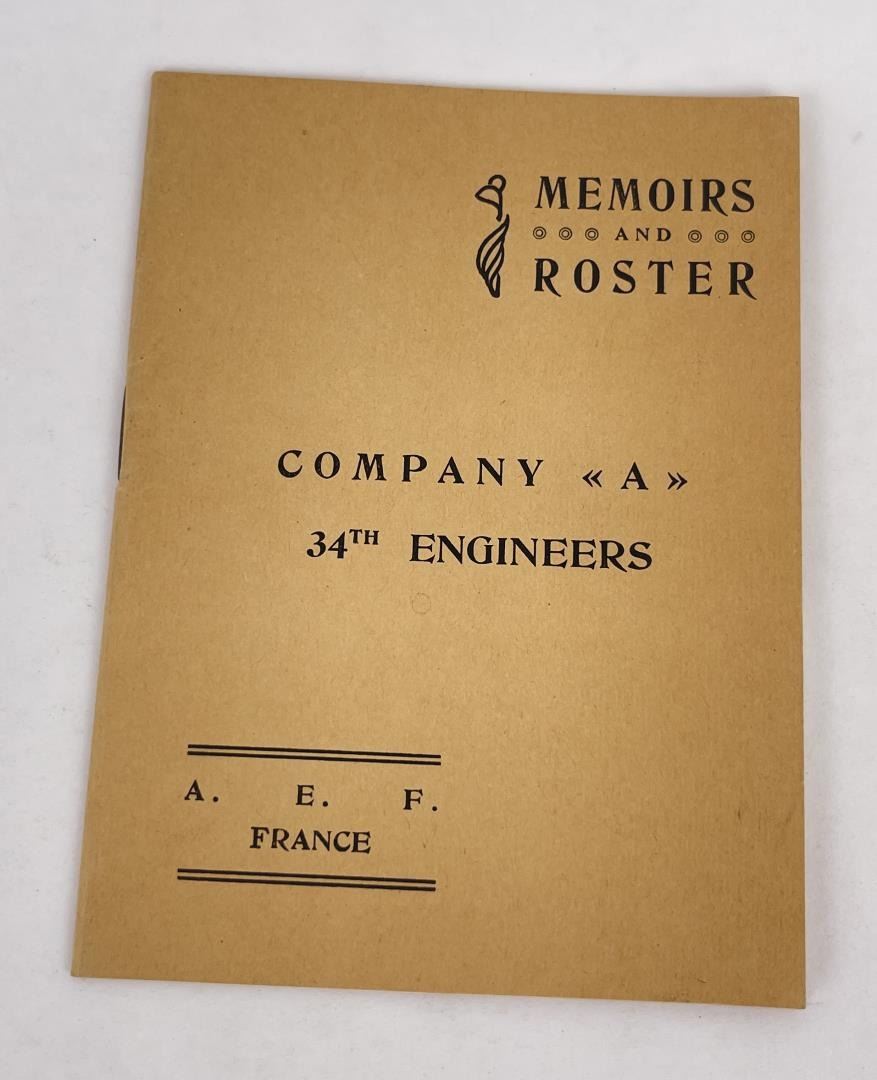 MEMOIRS
AND
ROSTER
COMPANY « A »
34TH ENGINEERS
A. E. F.
FRANCE